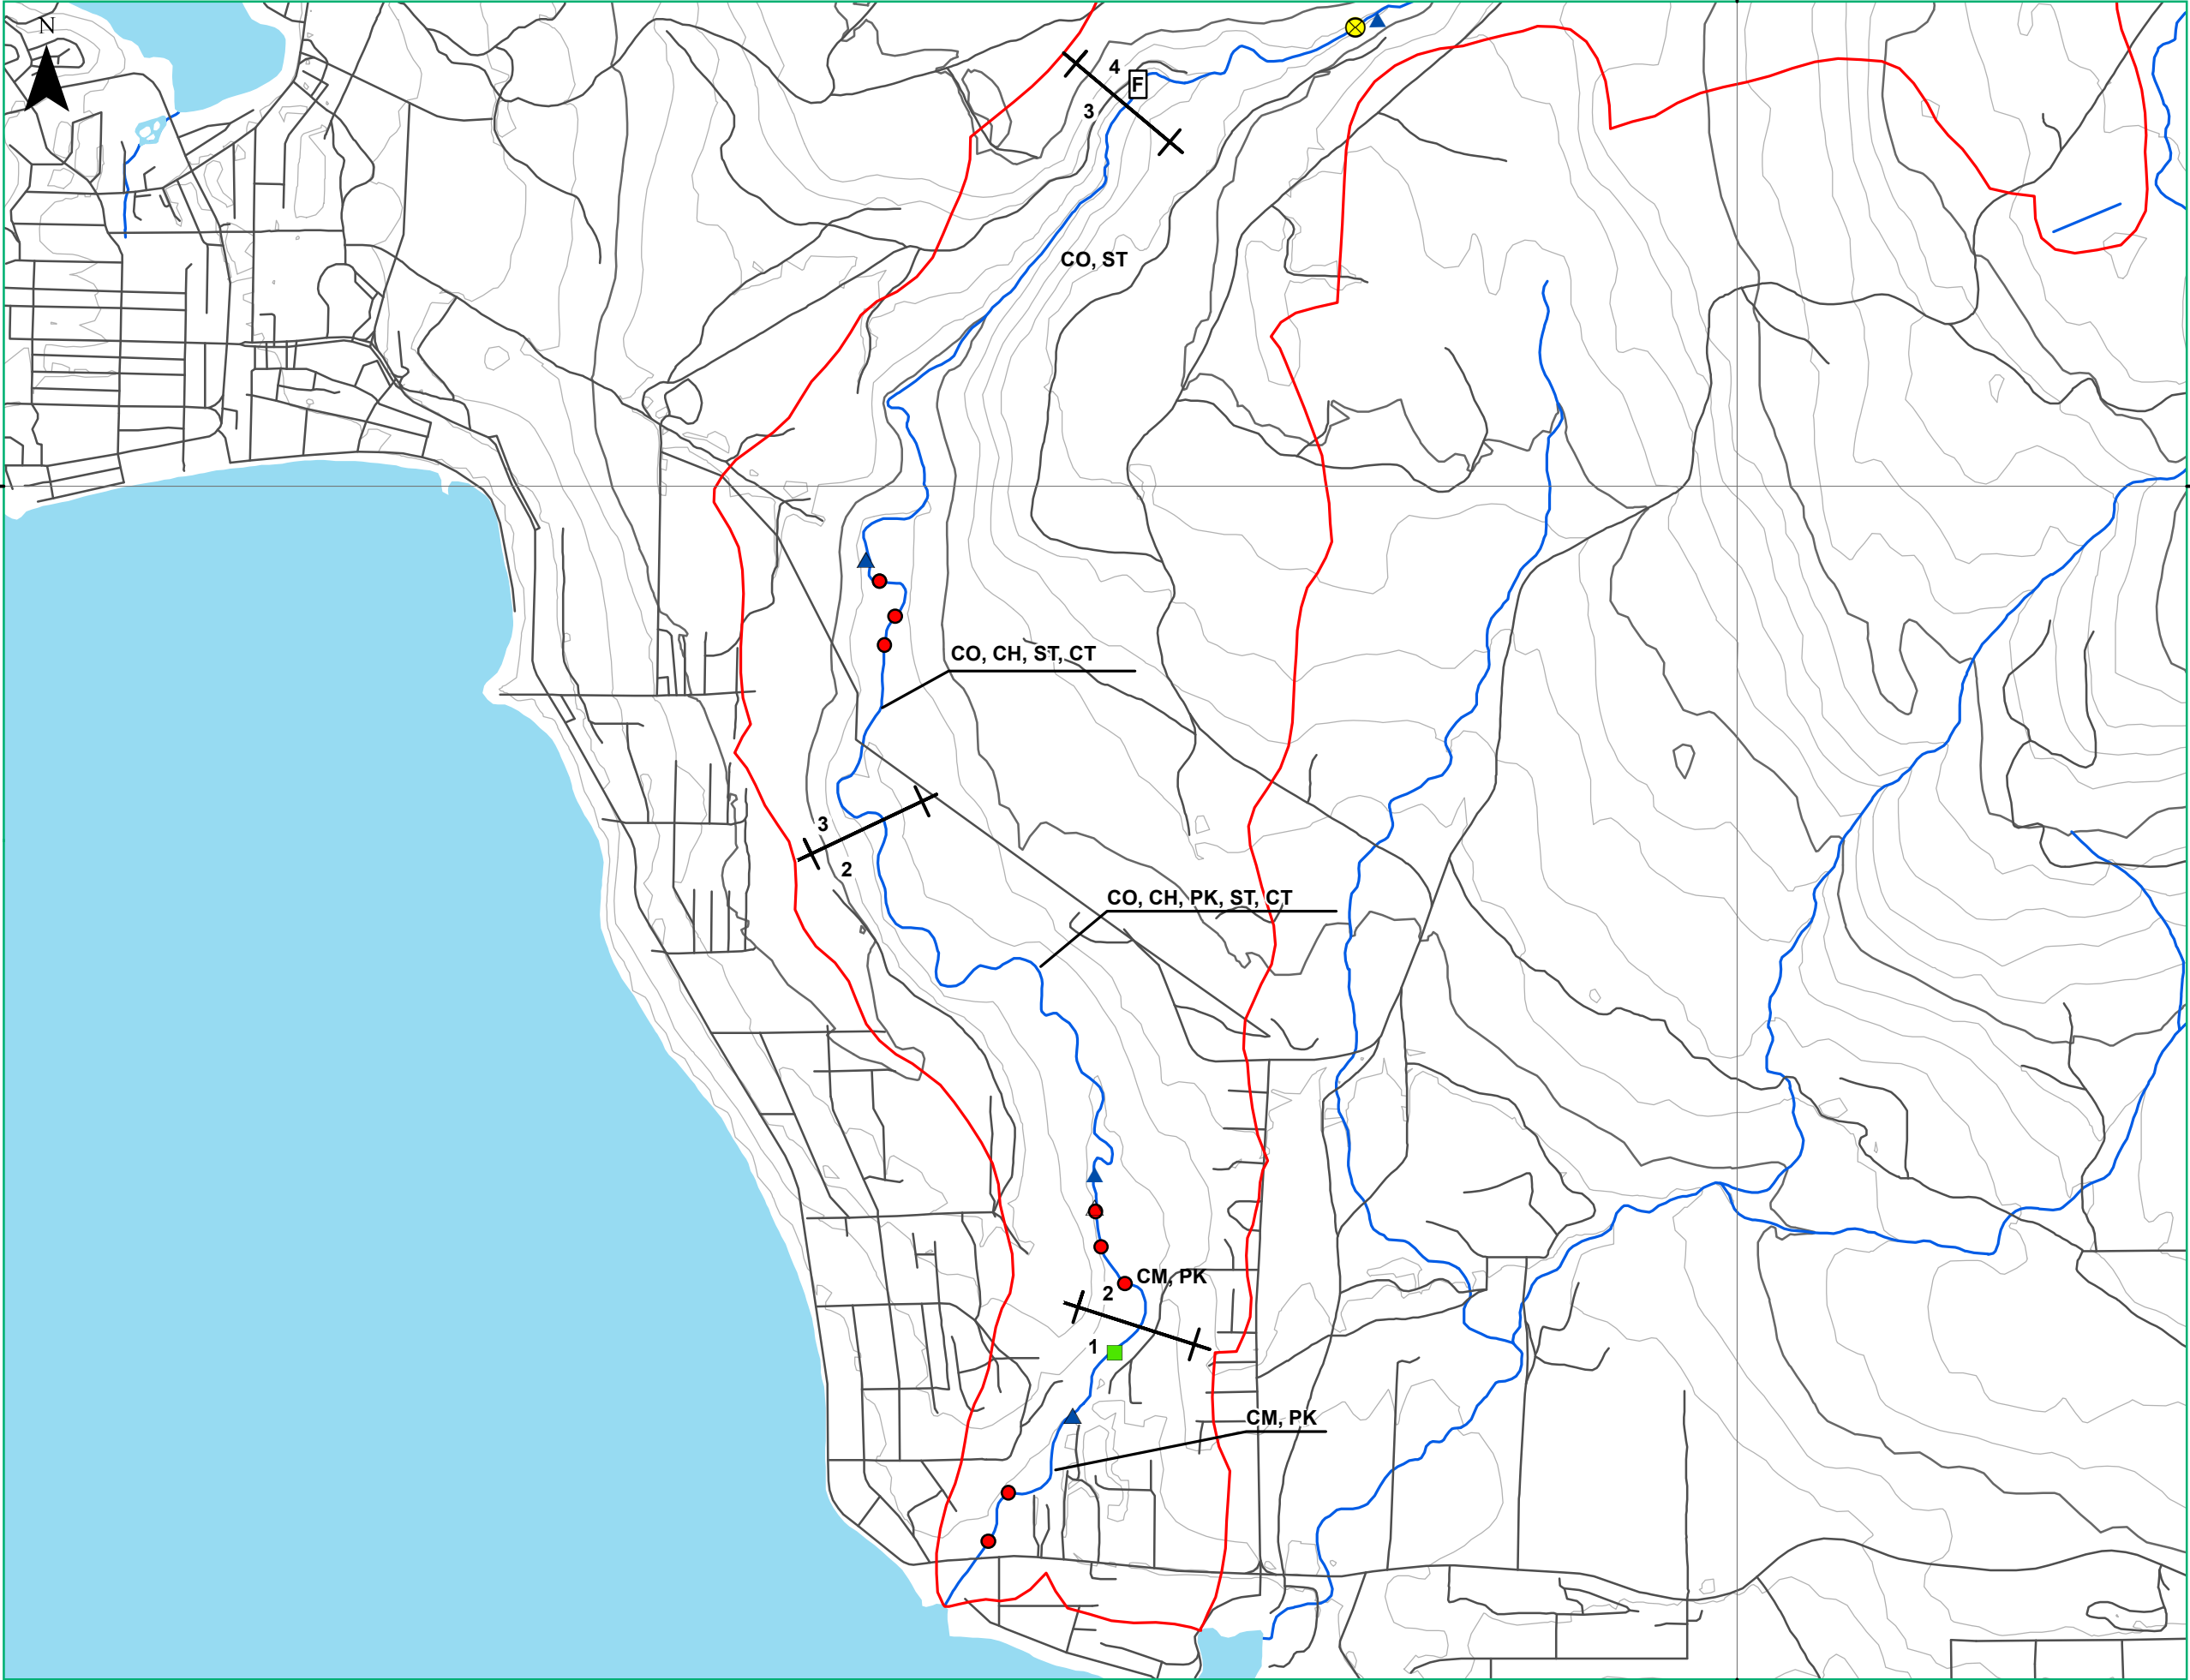 N
4
F
3
CO, ST
CO, CH, ST, CT
3
2
CO, CH, PK, ST, CT
CM, PK
2
1
CM, PK